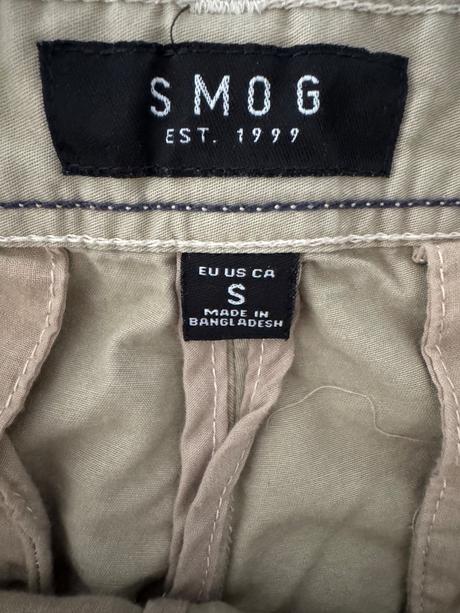 SMOG
EST. 1999
EU US CA
S
MADE IN
BANGLADESH